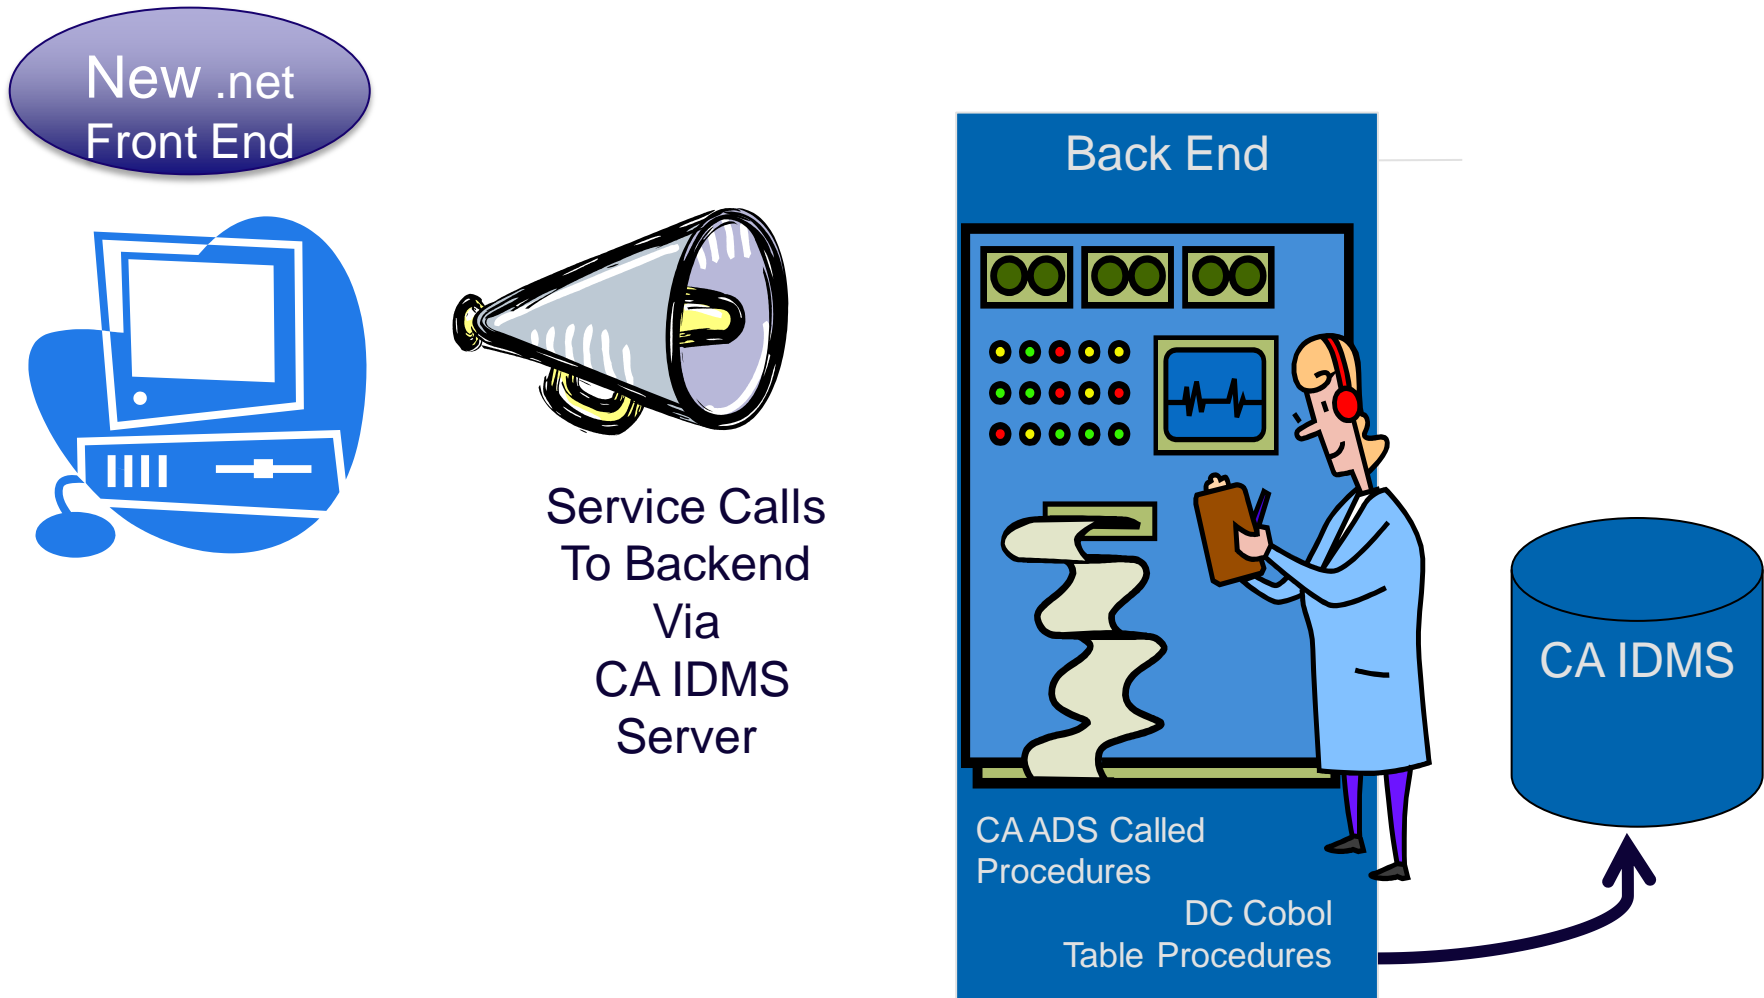 New .net
Front End
Service Calls
To Backend
Via
CA IDMS
Server
Back End
CA ADS Called
Procedures
DC Cobol
Table Procedures
CA IDMS